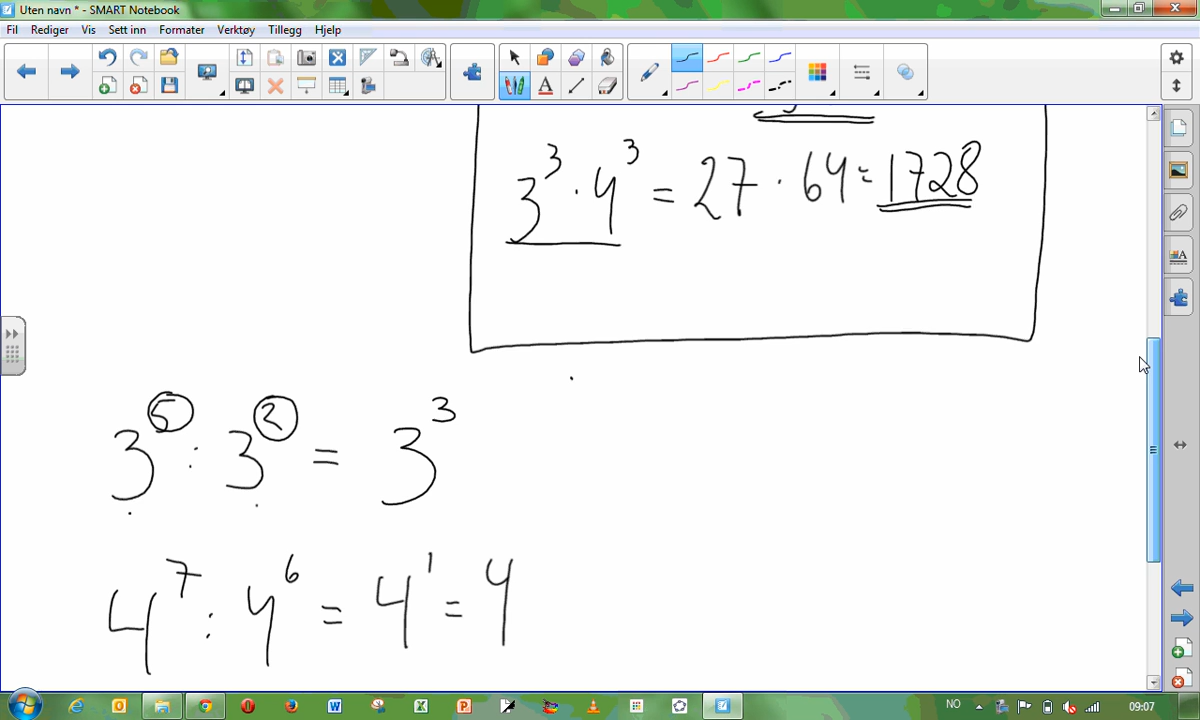 Uten navn * - SMART Notebook
Fil Rediger Vis Sett inn Formater Verktøy Tillegg Hjelp
3³ · 4³ = 27 · 64 = 1728
3⁵ : 3² = 3³
4⁷ : 4⁶ = 4¹ = 4
NO 09:07